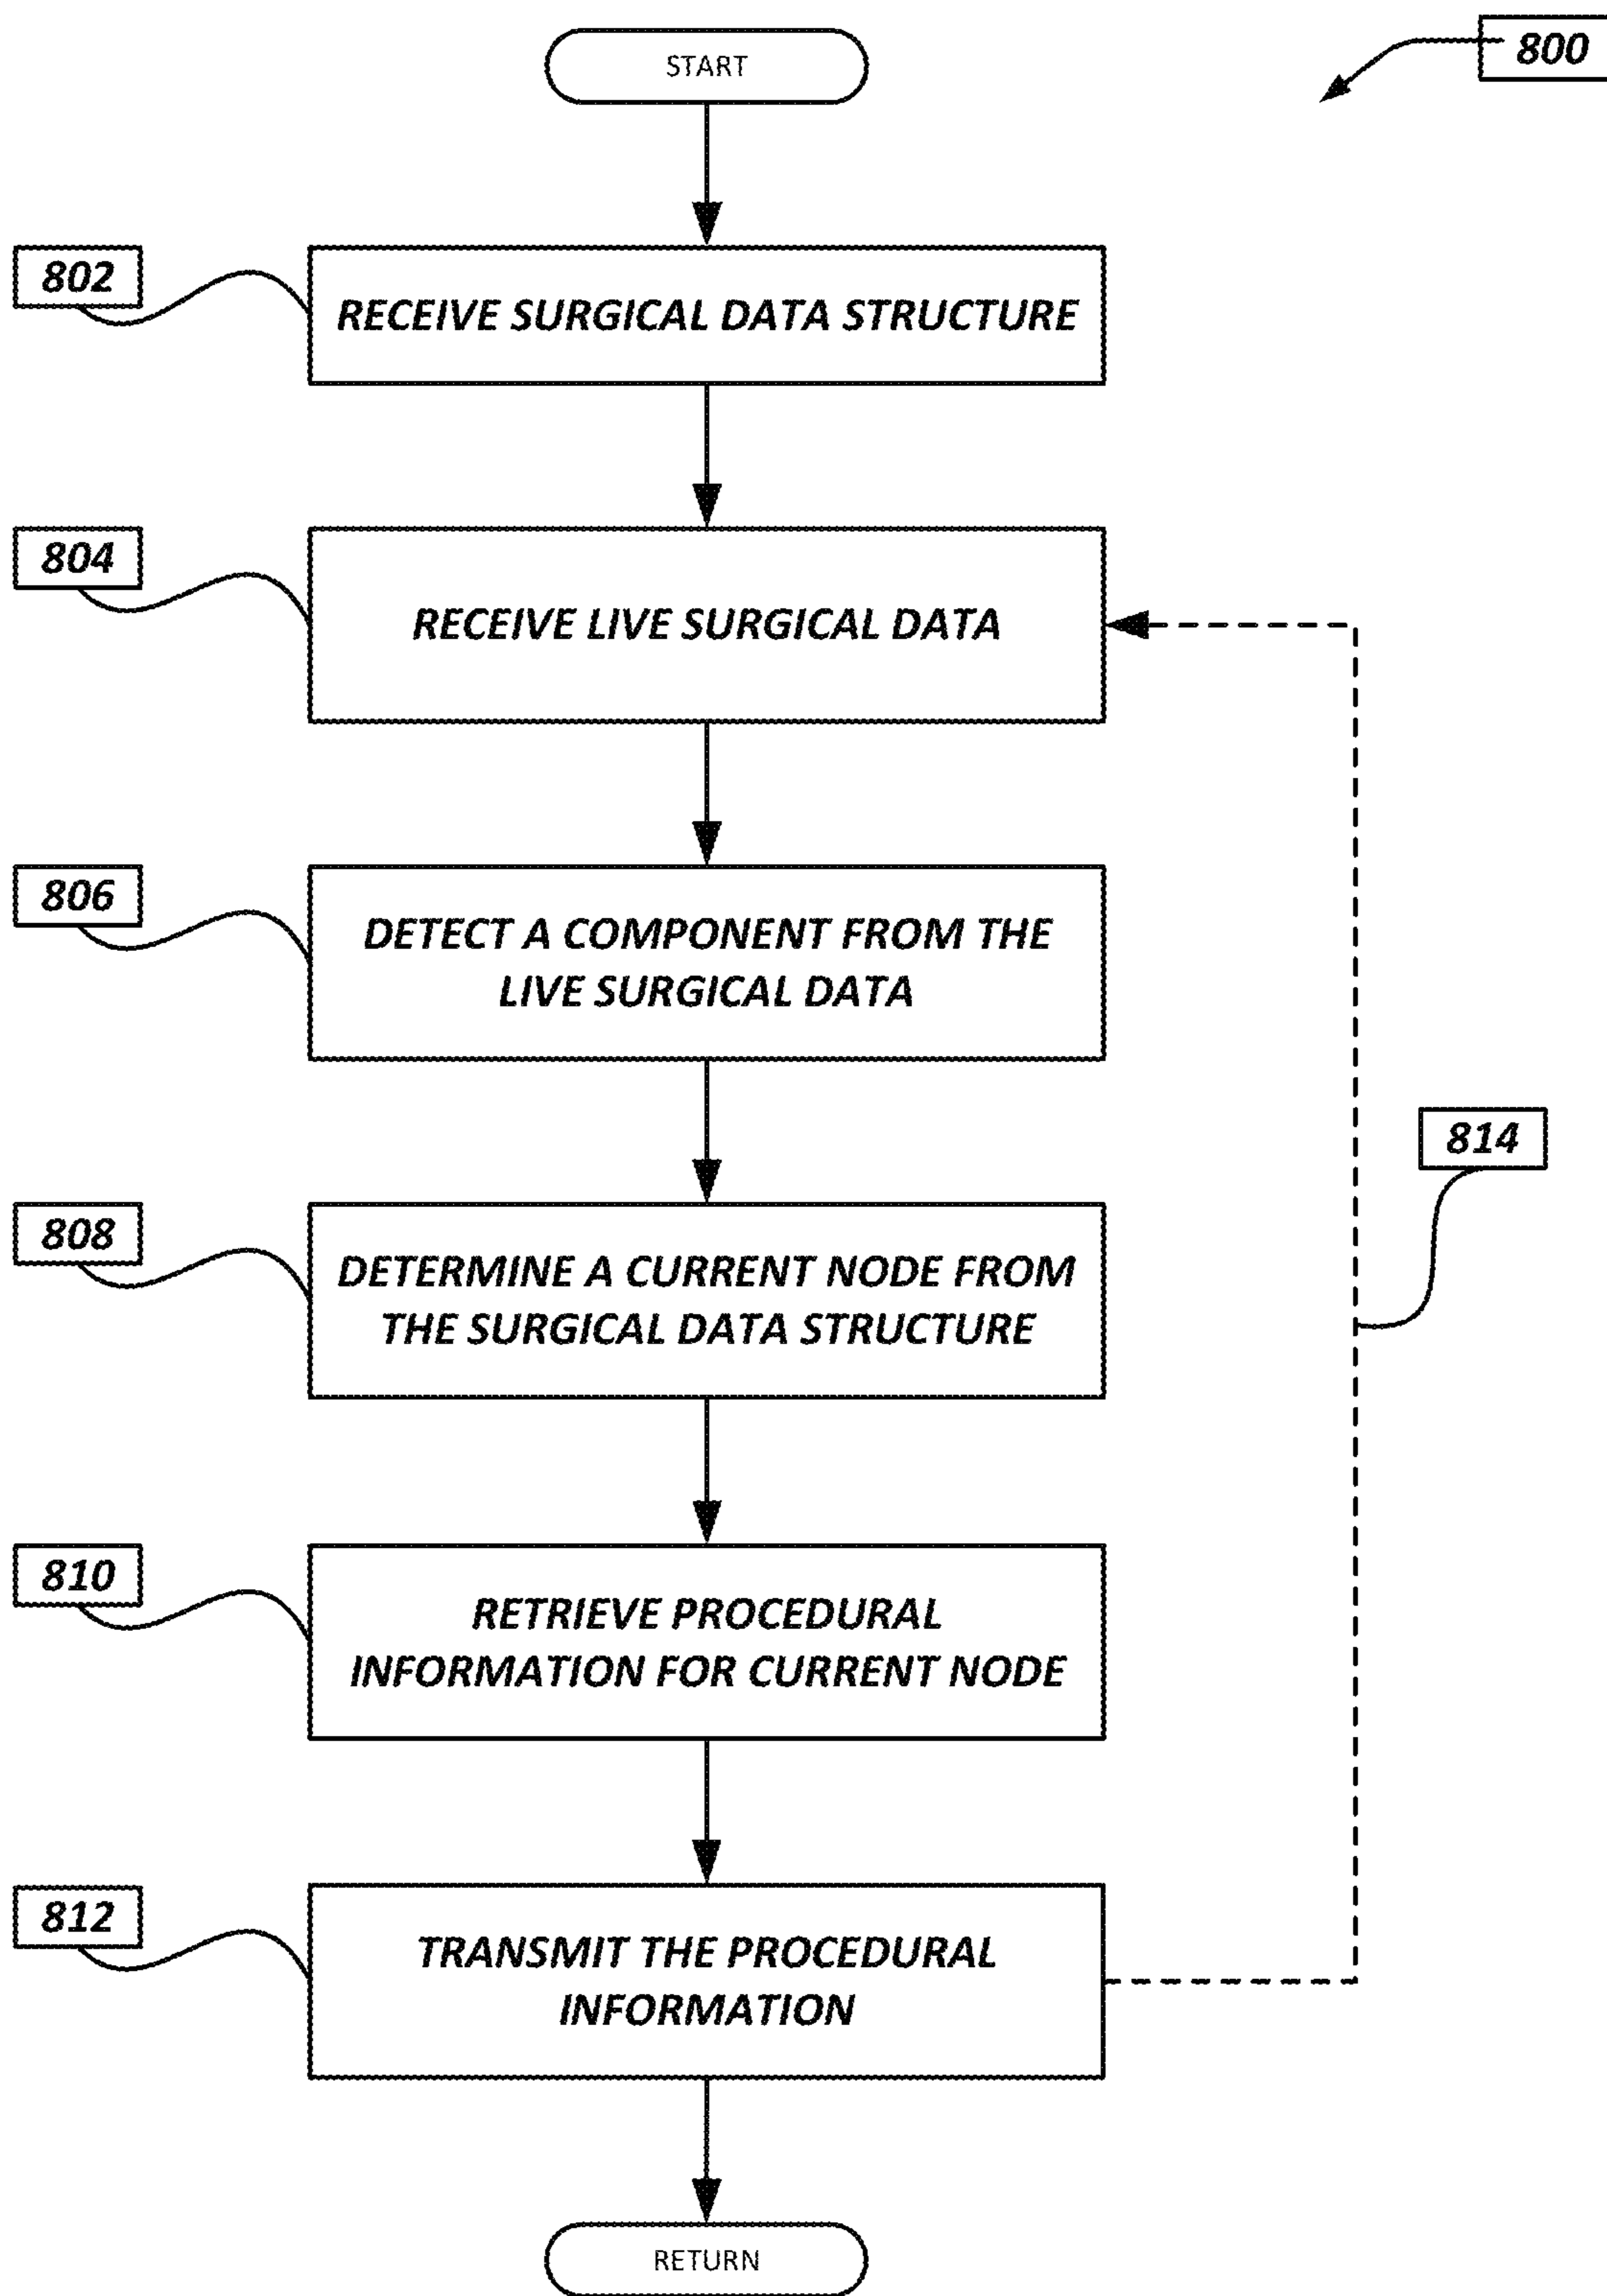 START
800
802
RECEIVE SURGICAL DATA STRUCTURE
804
RECEIVE LIVE SURGICAL DATA
806
DETECT A COMPONENT FROM THE
LIVE SURGICAL DATA
814
808
DETERMINE A CURRENT NODE FROM
THE SURGICAL DATA STRUCTURE
810
RETRIEVE PROCEDURAL
INFORMATION FOR CURRENT NODE
812
TRANSMIT THE PROCEDURAL
INFORMATION
RETURN